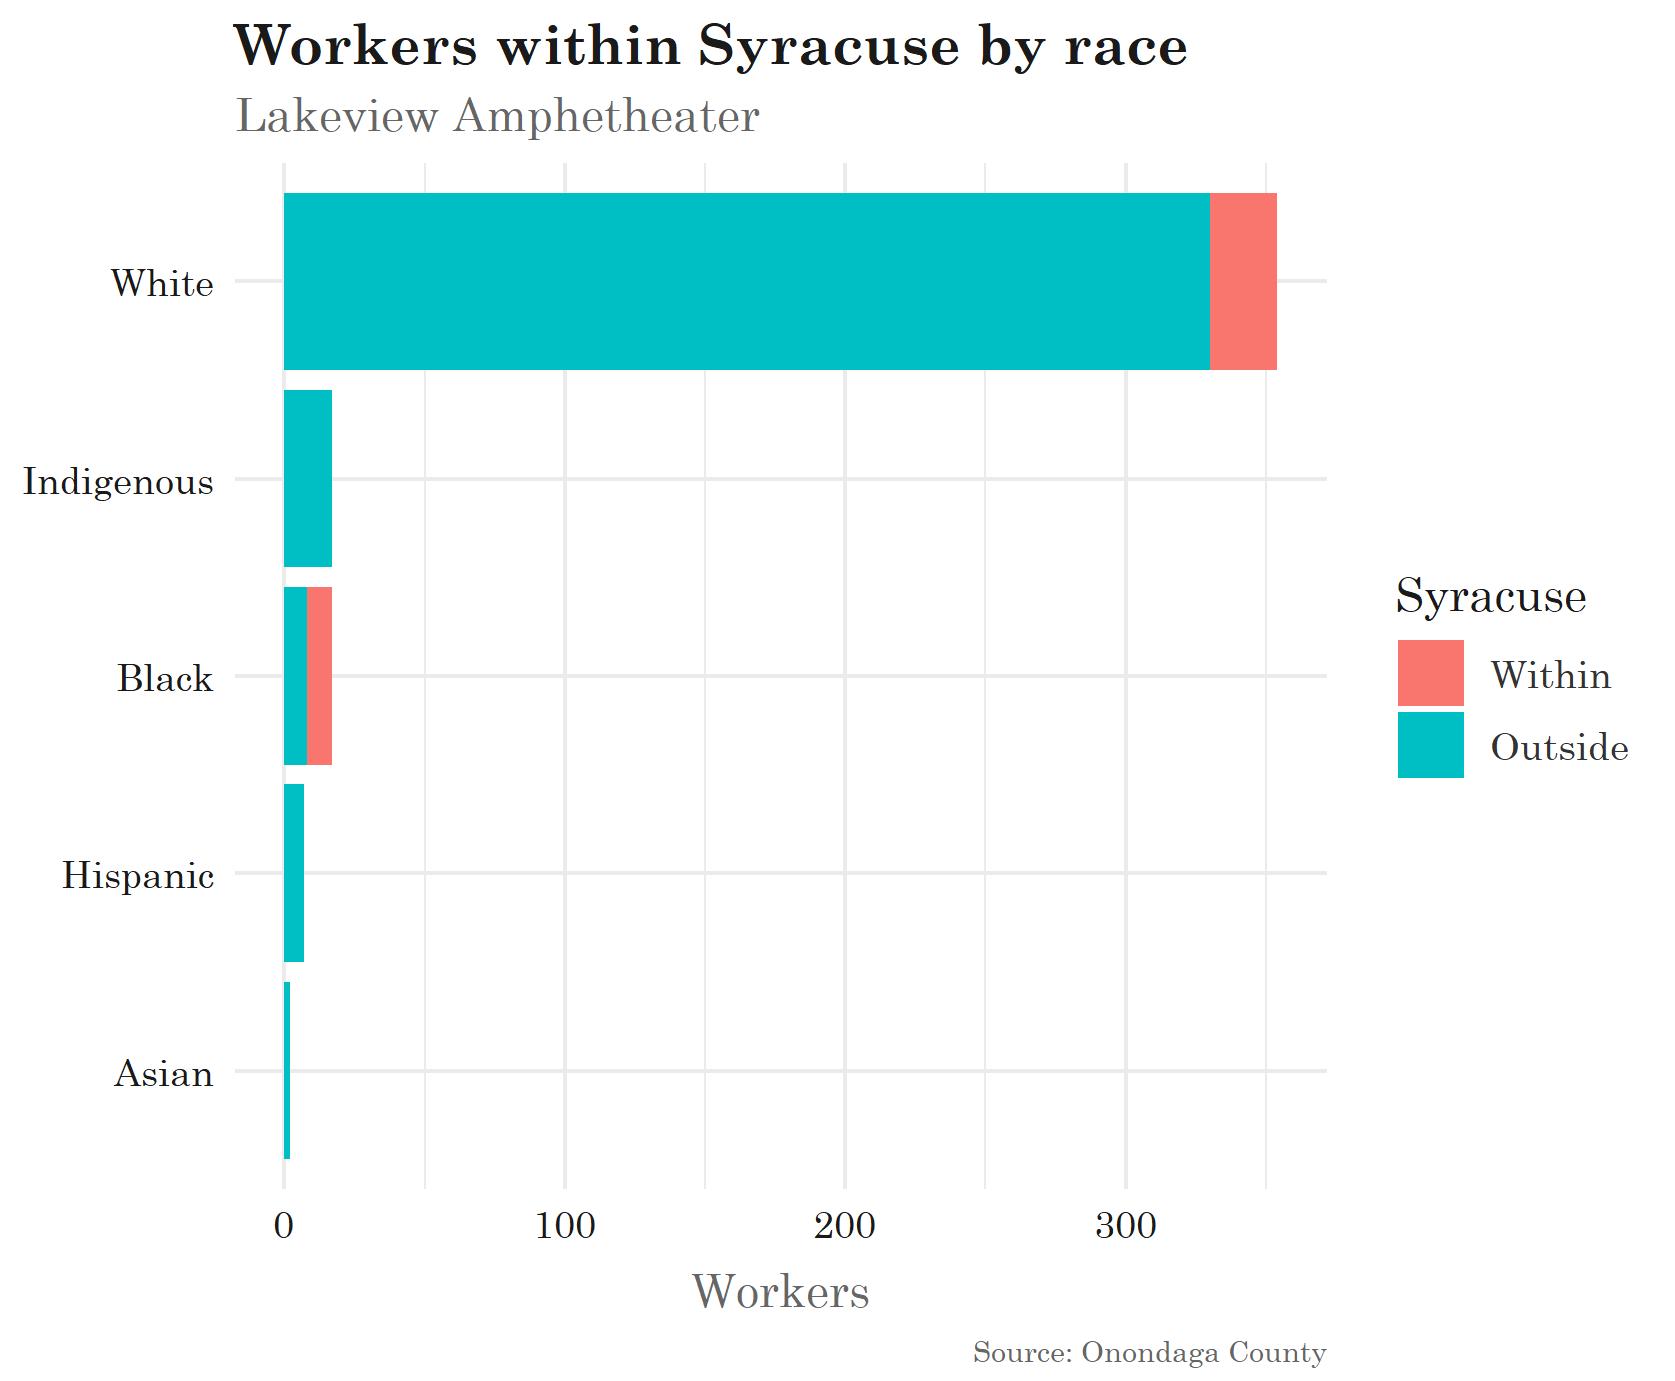 Workers within Syracuse by race
Lakeview Amphetheater
White
Indigenous
Black
Hispanic
Asian
0 100 200 300
Workers
Syracuse
Within
Outside
Source: Onondaga County